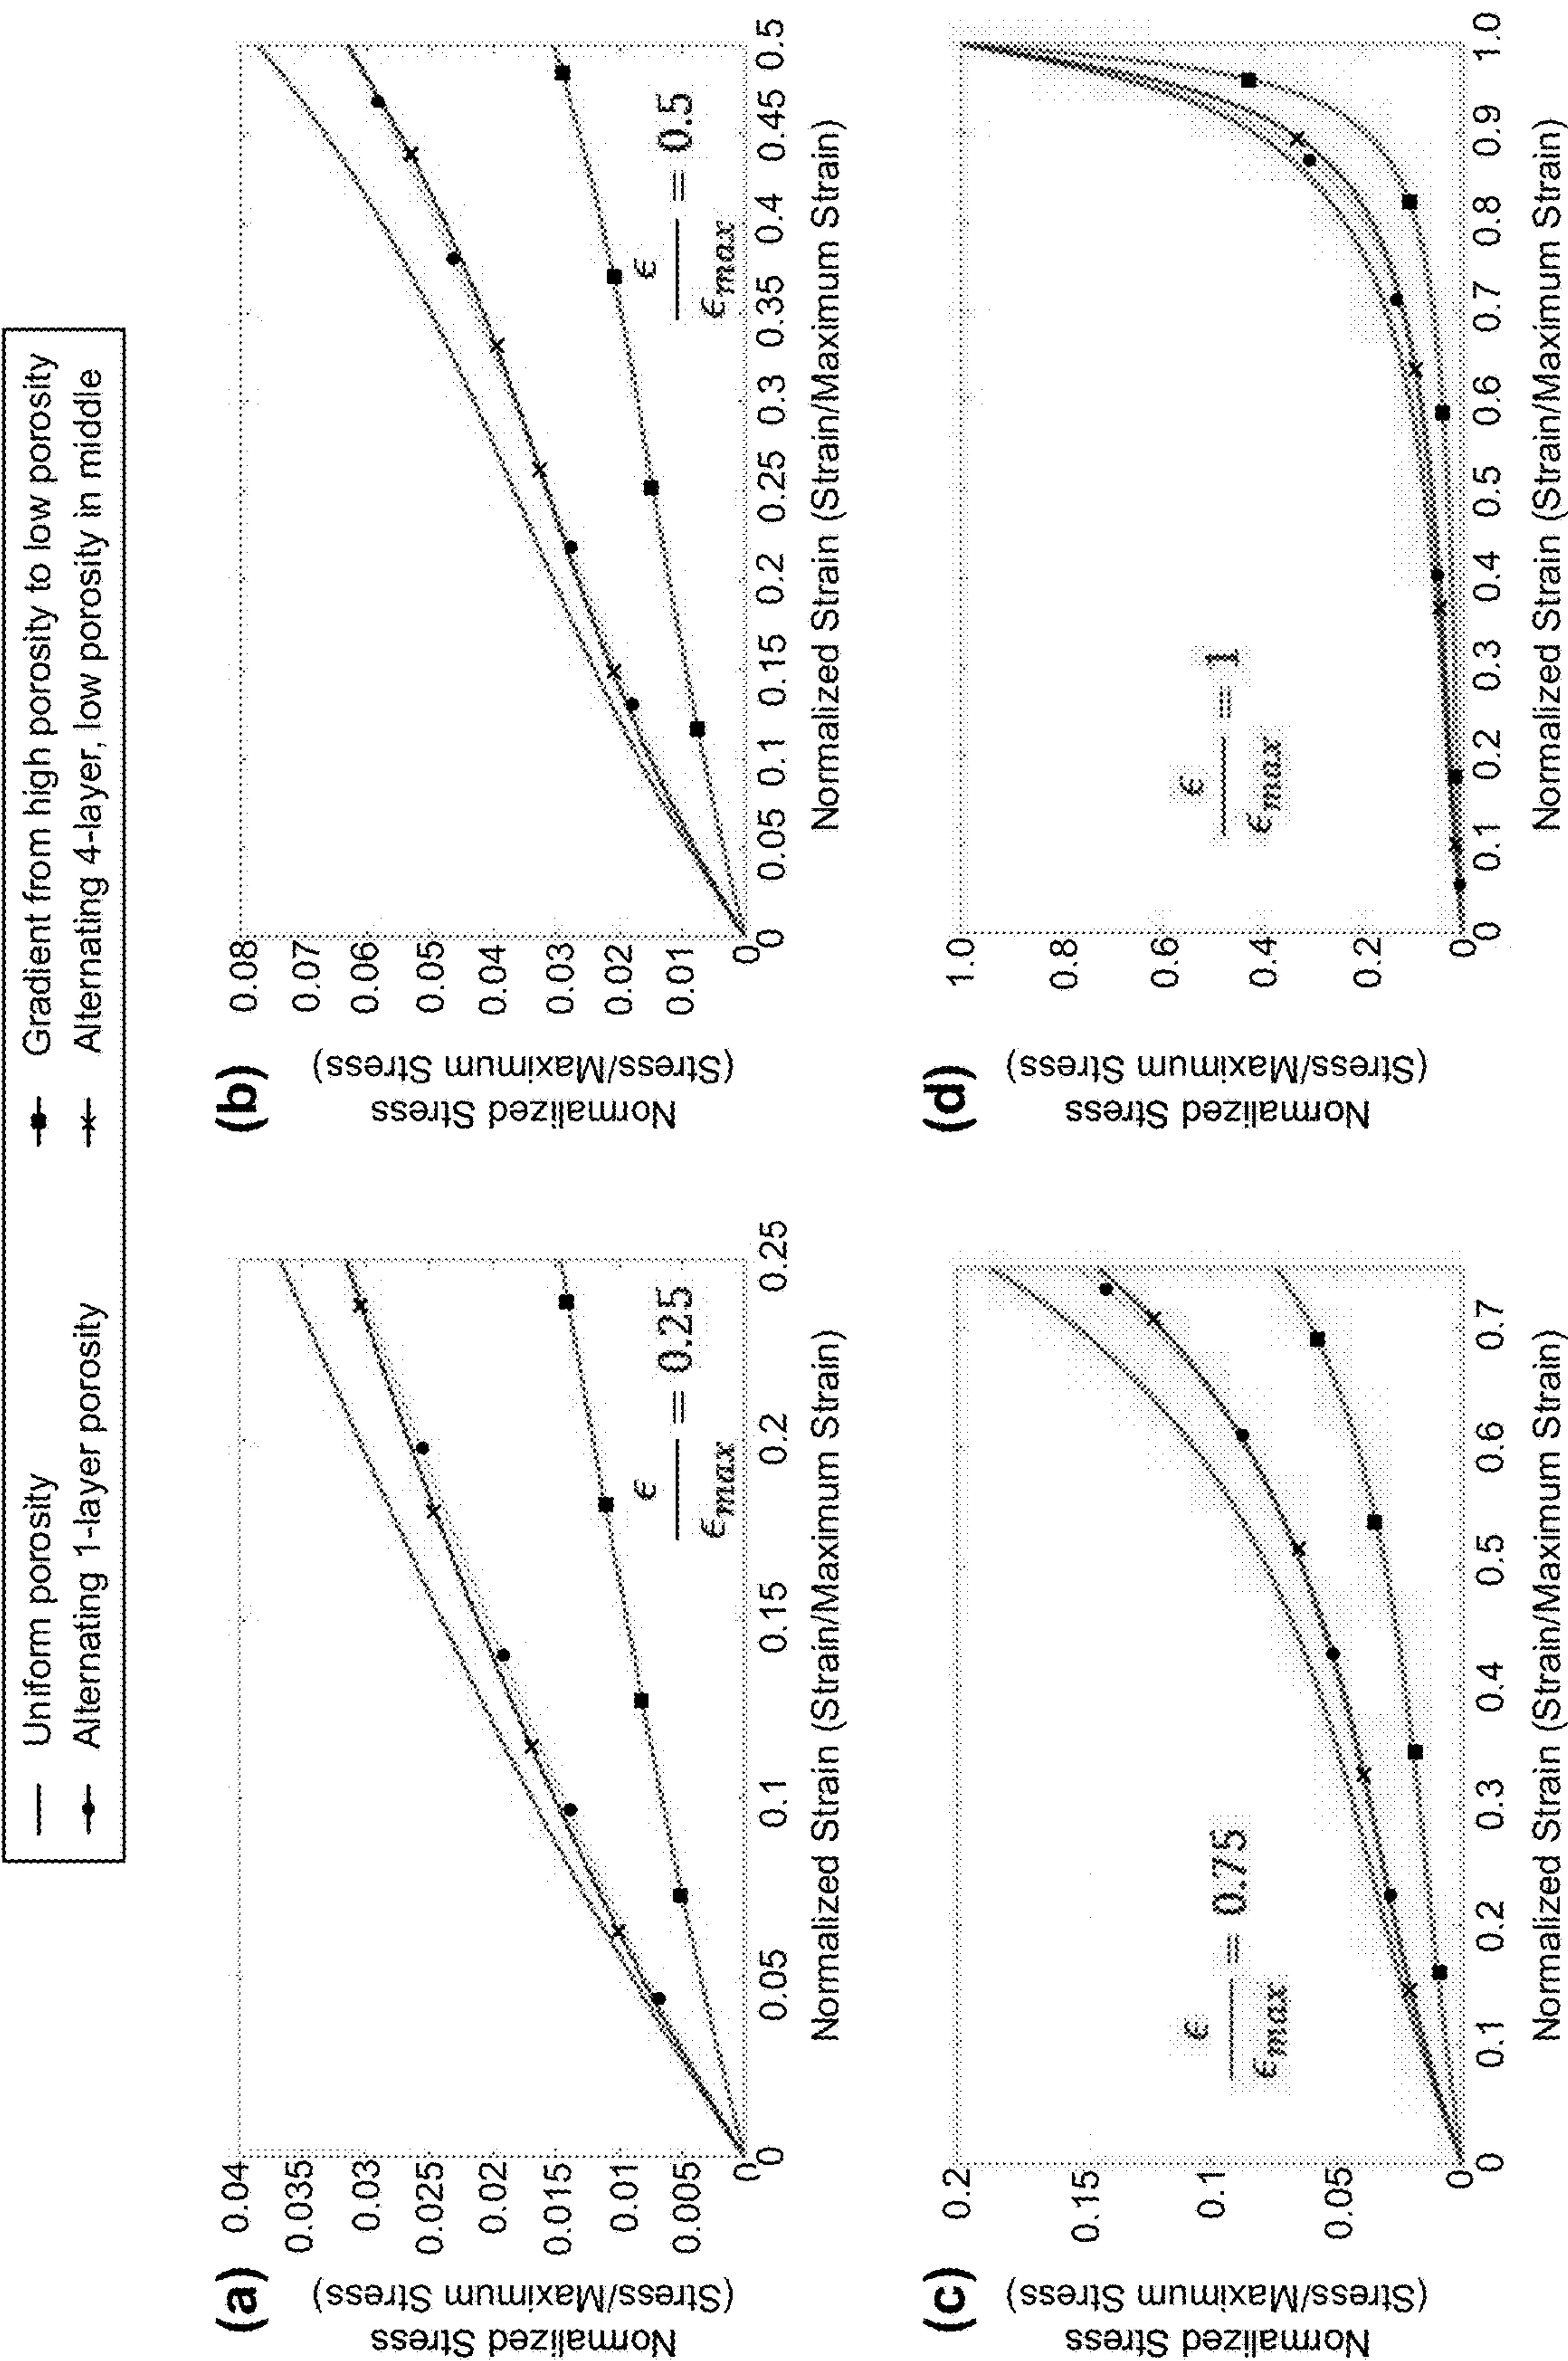 Uniform porosity
Gradient from high porosity to low porosity
Alternating 1-layer porosity
Alternating 4-layer, low porosity in middle
(a)
Normalized Stress
(Stress/Maximum Stress)
0.04
0.035
0.03
0.025
0.02
0.015
0.01
0.005
0
0 0.05 0.1 0.15 0.2 0.25
Normalized Strain (Strain/Maximum Strain)
ϵ/ϵmax = 0.25
(b)
Normalized Stress
(Stress/Maximum Stress)
0.08
0.07
0.06
0.05
0.04
0.03
0.02
0.01
0
0 0.05 0.1 0.15 0.2 0.25 0.3 0.35 0.4 0.45 0.5
Normalized Strain (Strain/Maximum Strain)
ϵ/ϵmax = 0.5
(c)
Normalized Stress
(Stress/Maximum Stress)
0.2
0.15
0.1
0.05
0
0 0.1 0.2 0.3 0.4 0.5 0.6 0.7
Normalized Strain (Strain/Maximum Strain)
ϵ/ϵmax = 0.75
(d)
Normalized Stress
(Stress/Maximum Stress)
1.0
0.8
0.6
0.4
0.2
0
0 0.1 0.2 0.3 0.4 0.5 0.6 0.7 0.8 0.9 1.0
Normalized Strain (Strain/Maximum Strain)
ϵ/ϵmax = 1